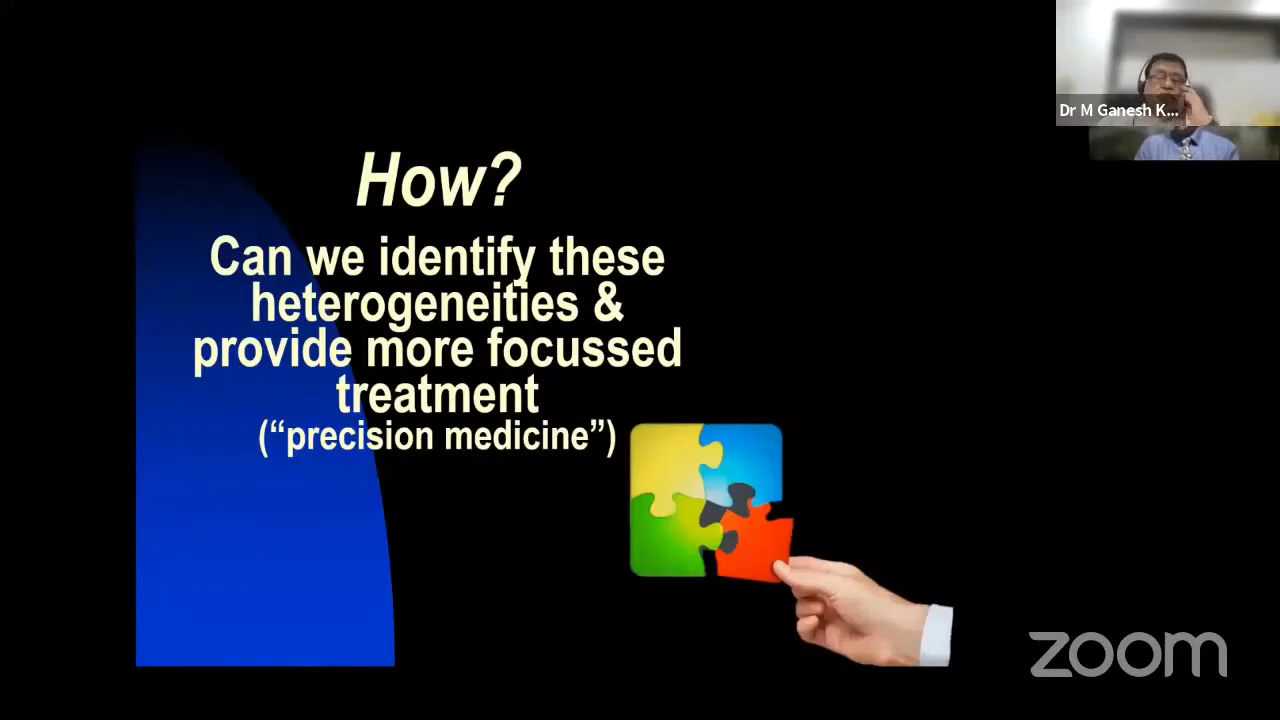 How?
Can we identify these
heterogeneities &
provide more focussed
treatment
(“precision medicine”)
Dr M Ganesh K...
zoom